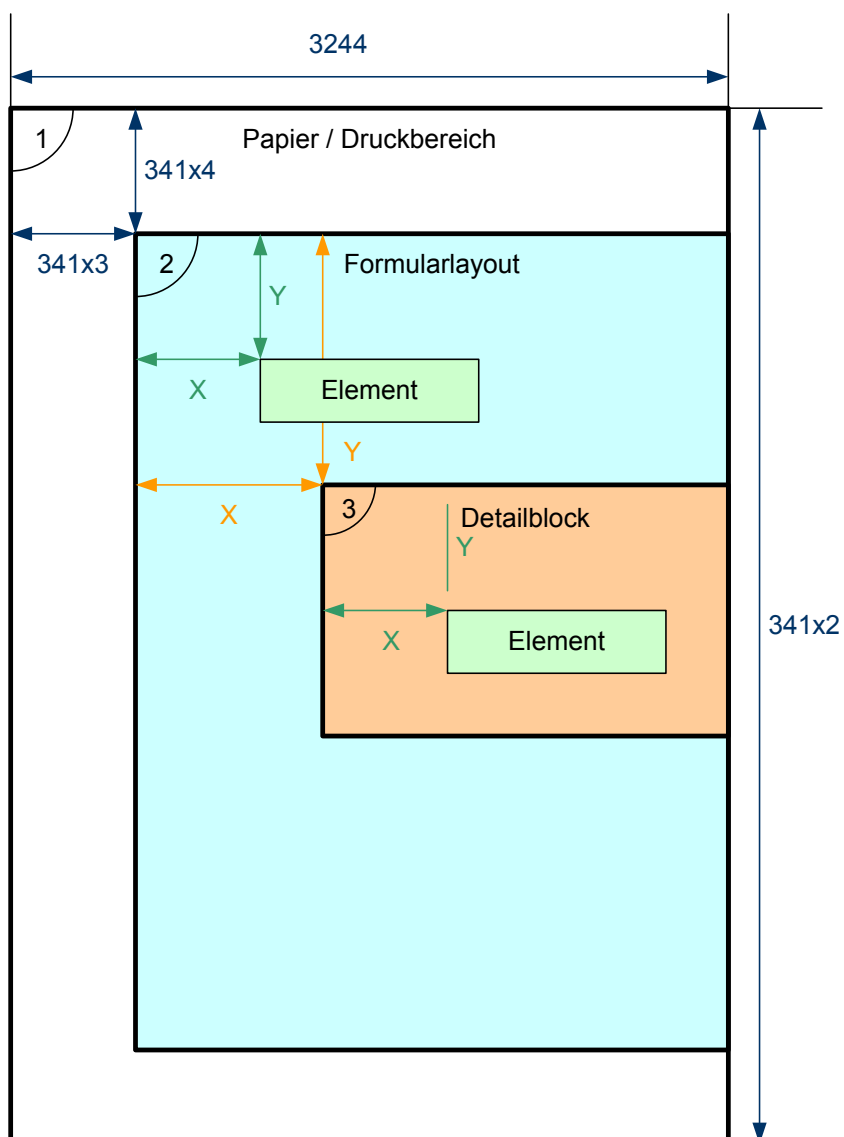 3244
1
Papier / Druckbereich
341x4
341x3
2
Formularlayout
Y
X
Element
Y
X
3
Detailblock
Y
X
Element
341x2